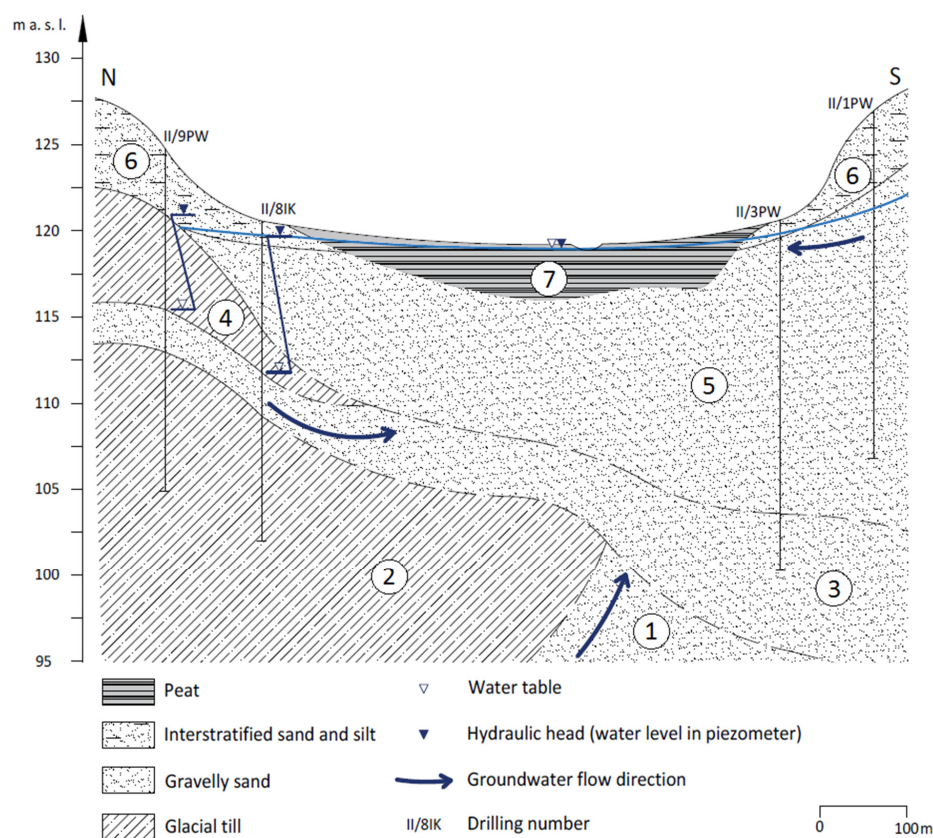 m a. s. l.
130
N
S
II/1PW
125
II/9PW
6
6
II/8IK
II/3PW
120
7
115
4
5
110
105
100
2
3
1
95
Peat
Water table
Interstratified sand and silt
Hydraulic head (water level in piezometer)
Gravelly sand
Groundwater flow direction
Glacial till
II/8IK
Drilling number
0
100m